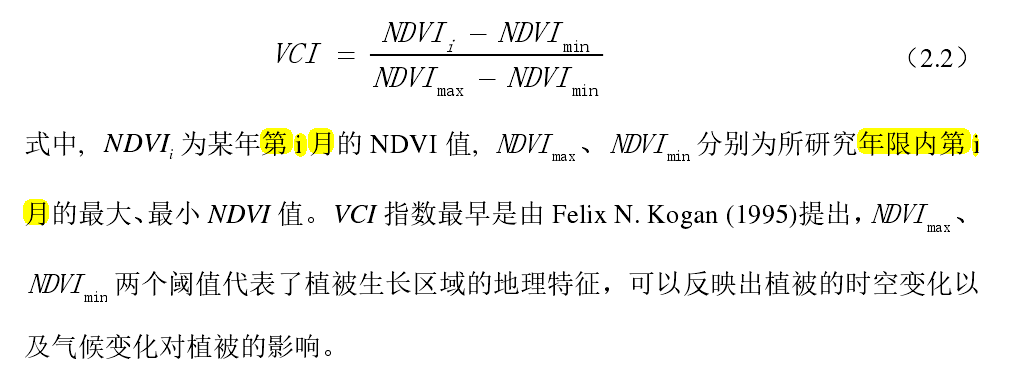 VCI = \frac{NDVI_i - NDVI_{min}}{NDVI_{max} - NDVI_{min}} （2.2）
式中, NDVI_i 为某年第 i 月的 NDVI 值, NDVI_{max}、NDVI_{min} 分别为所研究年限内第 i
月的最大、最小 NDVI 值。VCI 指数最早是由 Felix N. Kogan (1995)提出，NDVI_{max}、
NDVI_{min} 两个阈值代表了植被生长区域的地理特征，可以反映出植被的时空变化以
及气候变化对植被的影响。